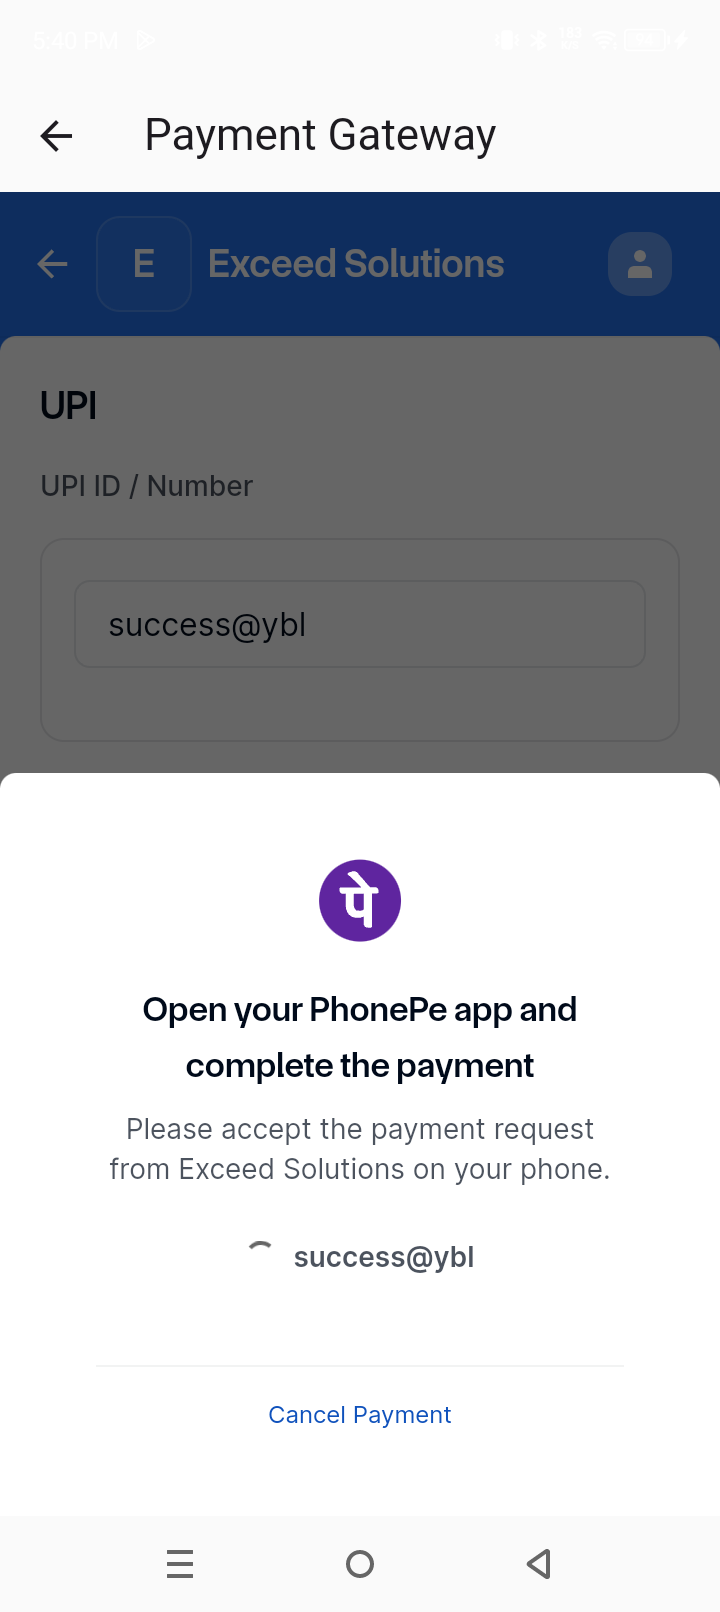 5:40 PM
Payment Gateway
E Exceed Solutions
UPI
UPI ID / Number
success@ybl
पे
Open your PhonePe app and
complete the payment
Please accept the payment request
from Exceed Solutions on your phone.
success@ybl
Cancel Payment